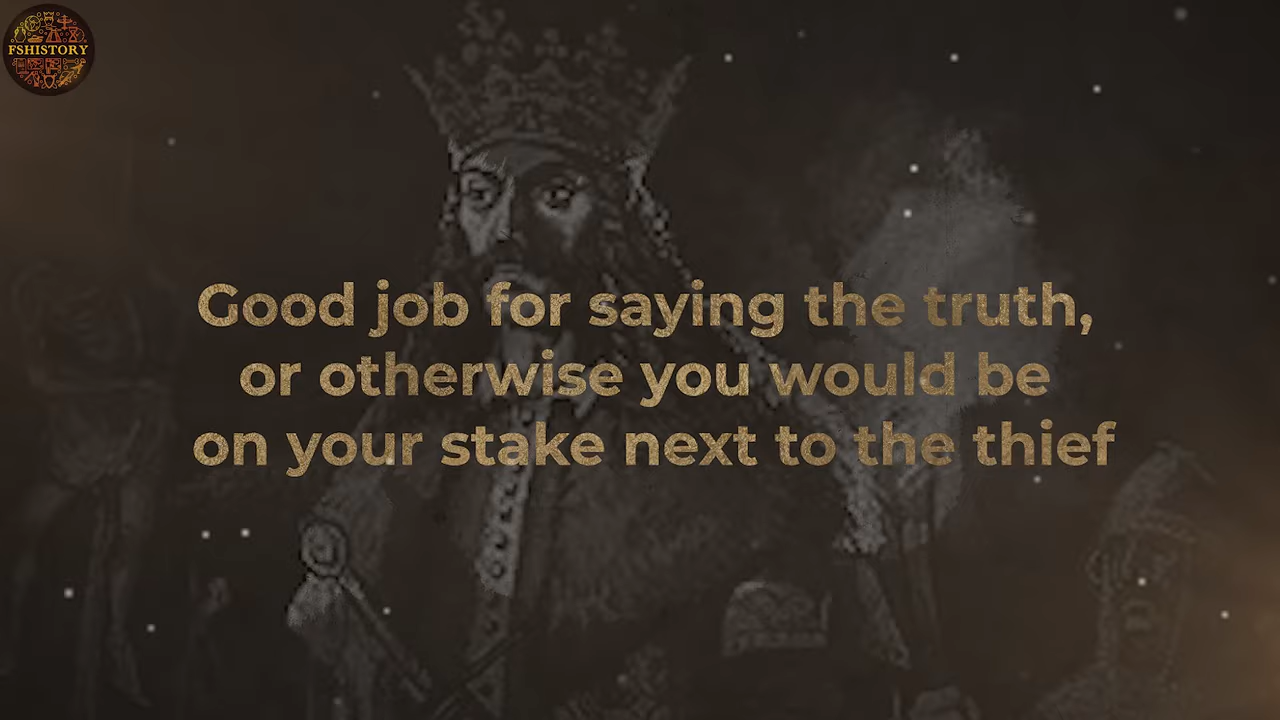 FSHISTORY
Good job for saying the truth,
or otherwise you would be
on your stake next to the thief